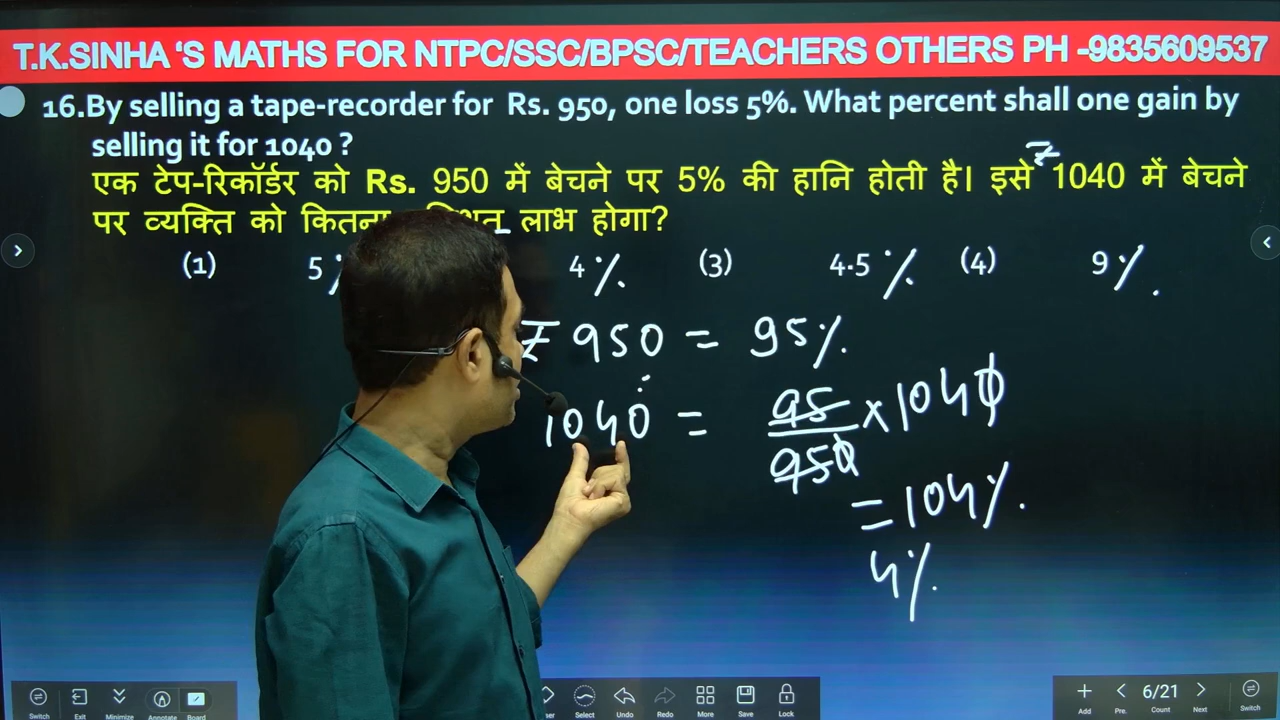 T.K.SINHA ‘S MATHS FOR NTPC/SSC/BPSC/TEACHERS OTHERS PH -9835609537
16.By selling a tape-recorder for Rs. 950, one loss 5%. What percent shall one gain by
selling it for 1040 ?
एक टेप-रिकॉर्डर को Rs. 950 में बेचने पर 5% की हानि होती है। इसे ₹ 1040 में बेचने
पर व्यक्ति को कितना लाभ होगा?
(1) 5 % 4 % (3) 4.5 % (4) 9 %.
₹ 950 = 95%.
1040 = 95/950 x 1040
= 104%.
4%.
Switch Exit Minimize Annotate Board Select Undo Redo More Save Lock Add Pre. 6/21 Count Next Switch